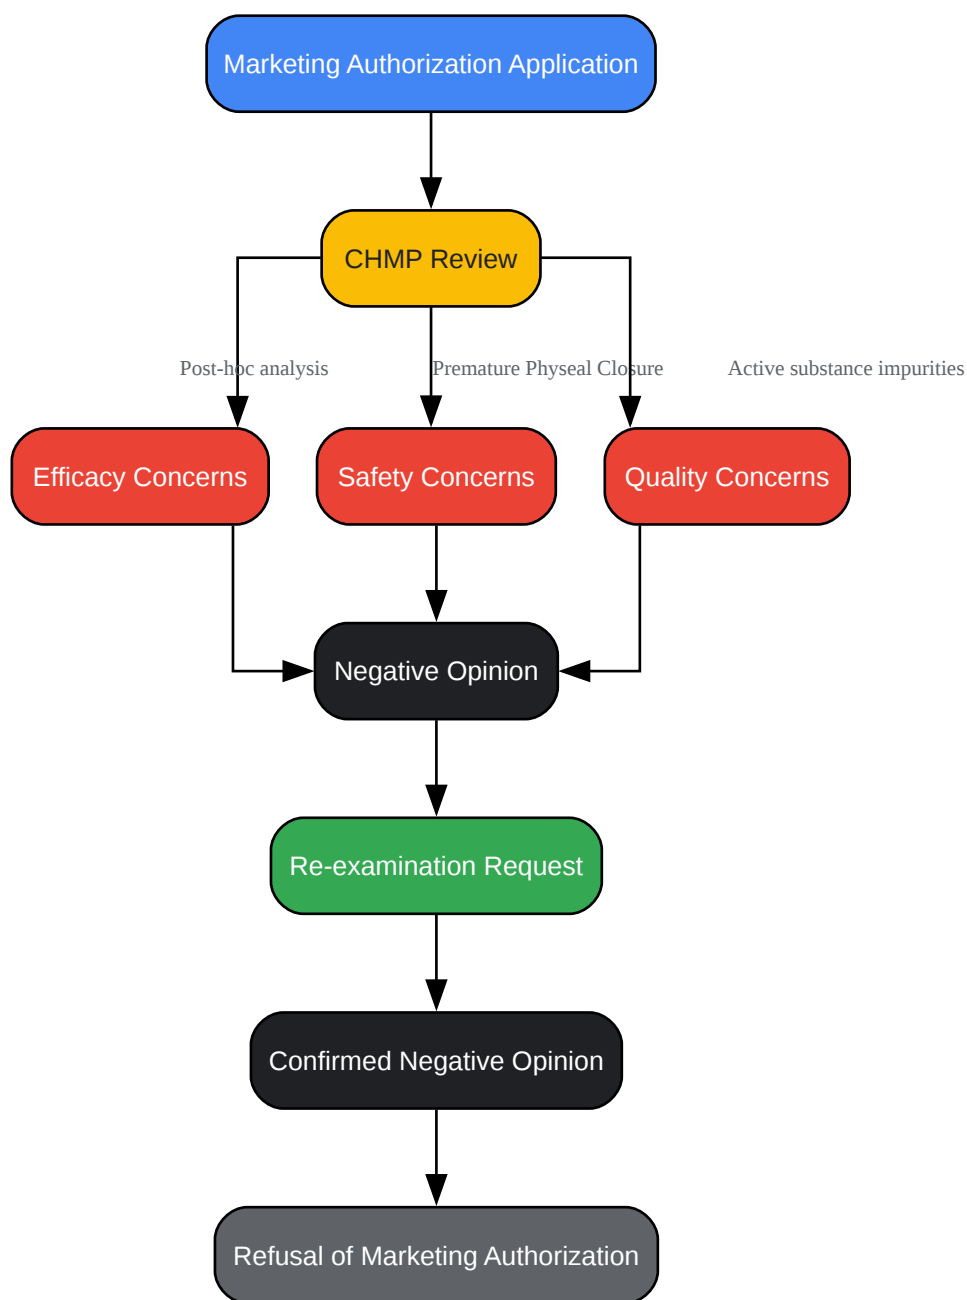 Marketing Authorization Application
CHMP Review
Post-hoc analysis
Premature Physeal Closure
Active substance impurities
Efficacy Concerns
Safety Concerns
Quality Concerns
Negative Opinion
Re-examination Request
Confirmed Negative Opinion
Refusal of Marketing Authorization